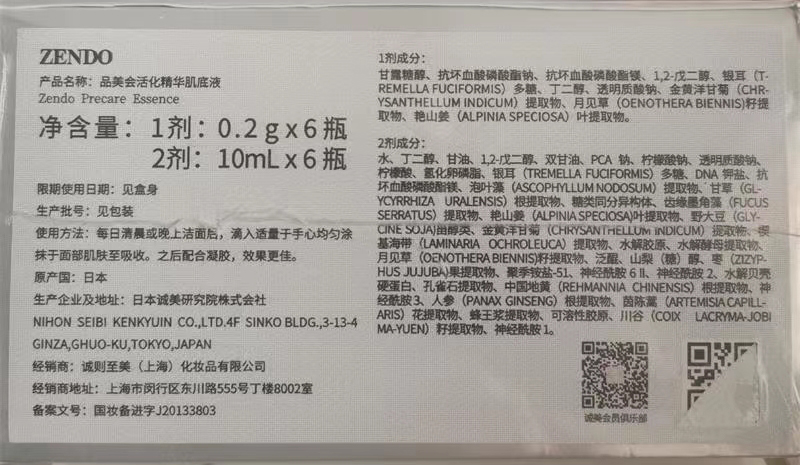 ZENDO
产品名称：品美会活化精华肌底液
Zendo Precare Essence
净含量：1剂：0.2 g x 6 瓶
2剂：10mL x 6 瓶
限期使用日期：见盒身
生产批号：见包装
使用方法：每日清晨或晚上洁面后，滴入适量于手心均匀涂
抹于面部肌肤至吸收。之后配合凝胶，效果更佳。
原产国：日本
生产企业及地址：日本诚美研究院株式会社
NIHON SEIBI KENKYUIN CO.,LTD.4F SINKO BLDG.,3-13-4
GINZA,GHUO-KU,TOKYO,JAPAN
经销商：诚则至美（上海）化妆品有限公司
经销商地址：上海市闵行区东川路555号丁楼8002室
备案文号：国妆备进字J20133803
1剂成分：
甘露糖醇、抗坏血酸磷酸酯钠、抗坏血酸磷酸酯镁、1,2-戊二醇、银耳（T-
REMELLA FUCIFORMIS）多糖、丁二醇、透明质酸钠、金黄洋甘菊（CHR-
YSANTHELLUM INDICUM）提取物、月见草（OENOTHERA BIENNIS)籽提
取物、艳山姜（ALPINIA SPECIOSA）叶提取物。
2剂成分：
水、丁二醇、甘油、1,2-戊二醇、双甘油、PCA 钠、柠檬酸钠、透明质酸钠、
柠檬酸、氢化卵磷脂、银耳（TREMELLA FUCIFORMIS）多糖、DNA 钾盐、抗
坏血酸磷酸酯镁、泡叶藻（ASCOPHYLLUM NODOSUM）提取物、甘草（GL-
YCYRRHIZA URALENSIS）根提取物、糖类同分异构体、齿缘墨角藻（FUCUS
SERRATUS）提取物、艳山姜（ALPINIA SPECIOSA)叶提取物、野大豆（GLY-
CINE SOJA)甾醇类、金黄洋甘菊（CHRYSANTHELLUM INDICUM）提取物、
基海带（LAMINARIA OCHROLEUCA）提取物、水解胶原、水解酵母提取物、
月见草（OENOTHERA BIENNIS)籽提取物、泛醌、山梨（糖）醇、枣（ZIZYP-
HUS JUJUBA)果提取物、聚季铵盐-51、神经酰胺 6 II、神经酰胺 2、水解贝壳
硬蛋白、孔雀石提取物、中国地黄（REHMANNIA CHINENSIS）根提取物、神
经酰胺3、人参（PANAX GINSENG）根提取物、茵陈蒿（ARTEMISIA CAPILL-
ARIS）花提取物、蜂王浆提取物、可溶性胶原、川谷（COIX LACRYMA-JOBI
MA-YUEN）籽提取物、神经酰胺 1。
诚美会员俱乐部